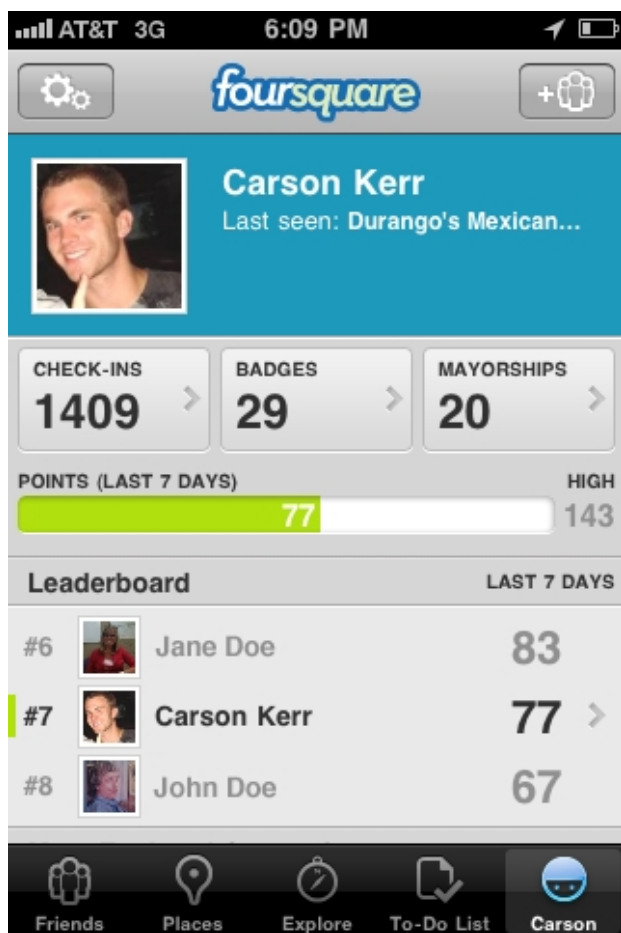 AT&T 3G 6:09 PM
foursquare
+
Carson Kerr
Last seen: Durango's Mexican...
CHECK-INS BADGES MAYORSHIPS
1409 29 20
POINTS (LAST 7 DAYS) HIGH
77 143
Leaderboard LAST 7 DAYS
#6 Jane Doe 83
#7 Carson Kerr 77
#8 John Doe 67
Friends Places Explore To-Do List Carson